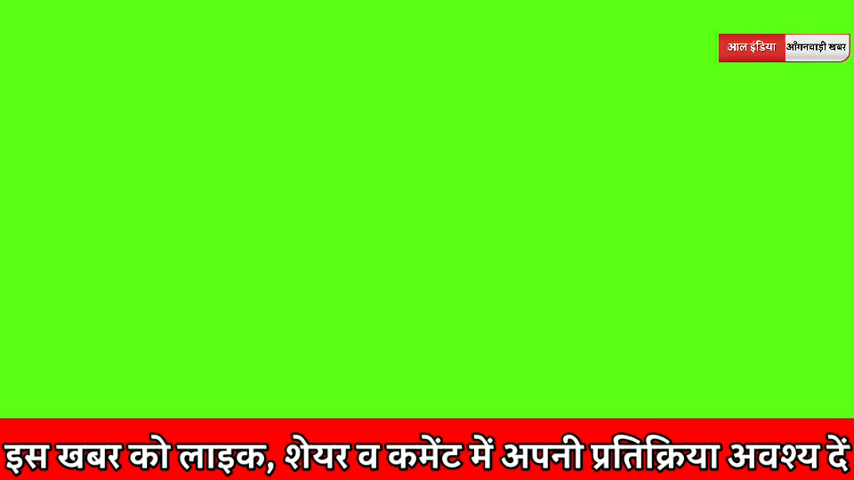 आल इंडिया आँगनवाड़ी खबर
इस खबर को लाइक, शेयर व कमेंट में अपनी प्रतिक्रिया अवश्य दें